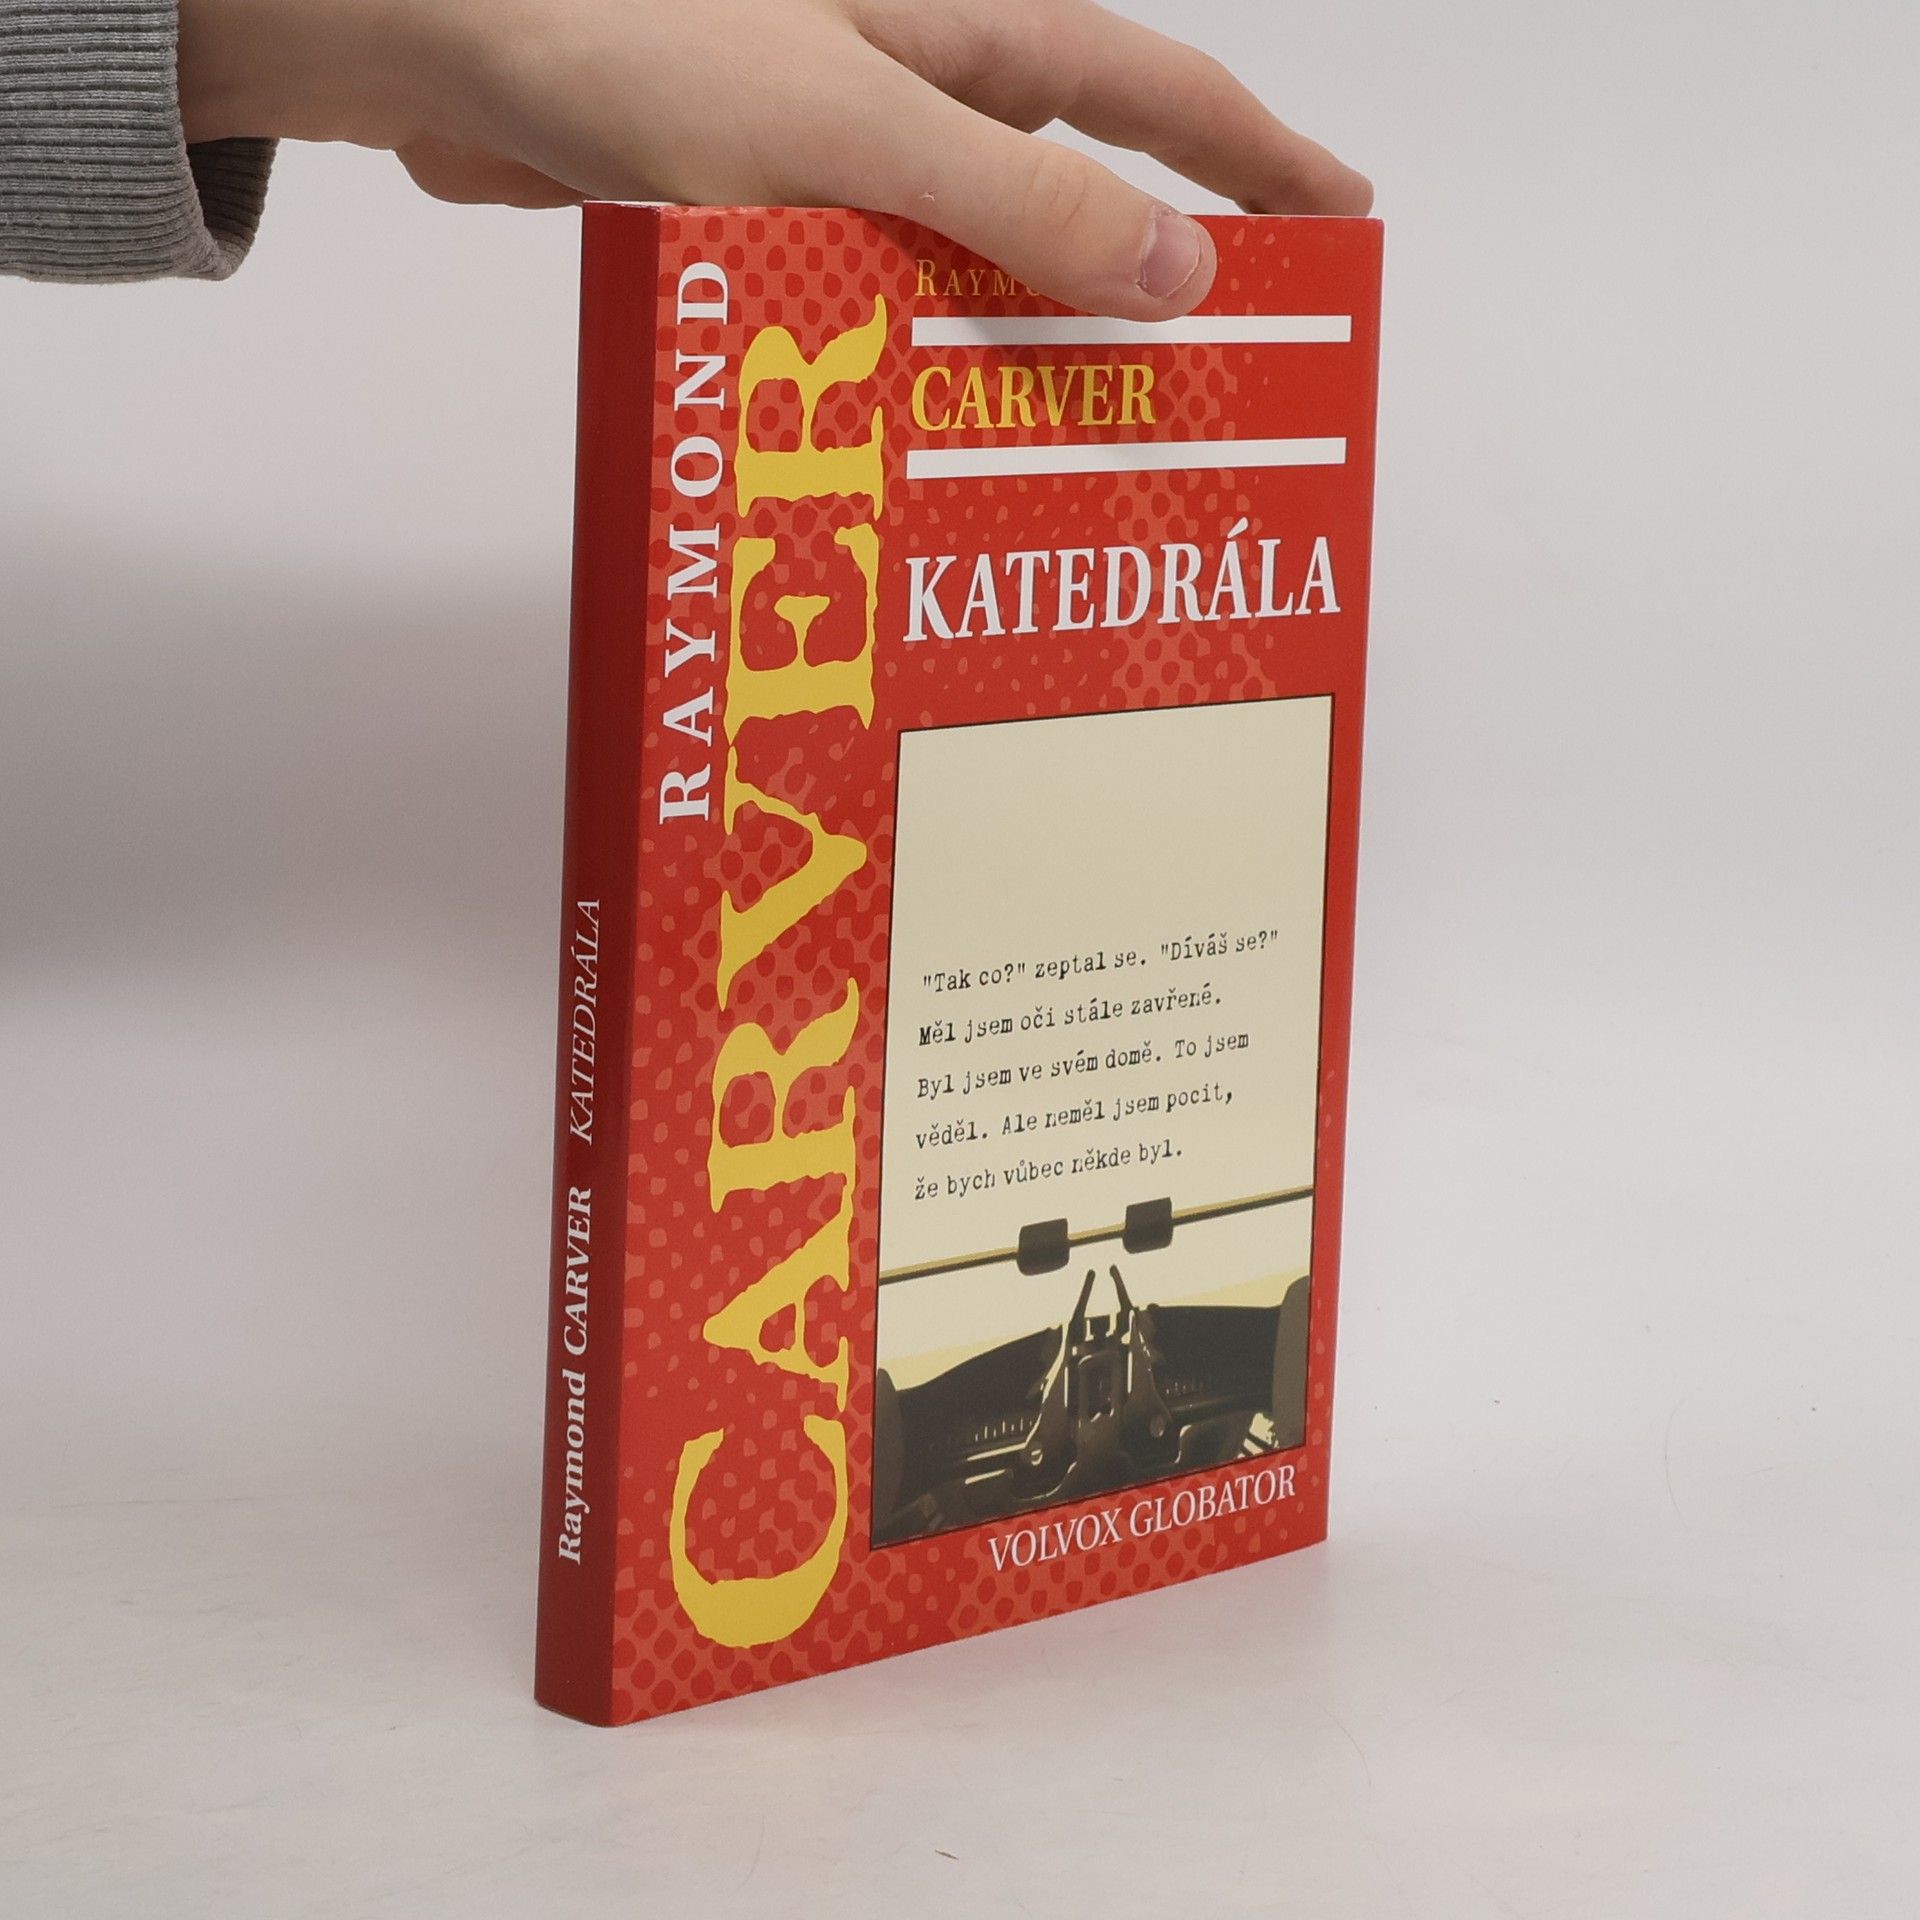 Raymond CARVER KATEDRÁLA
RAYMOND
CARVER
CARVER
KATEDRÁLA
"Tak co?" zeptal se. "Díváš se?"
Měl jsem oči stále zavřené.
Byl jsem ve svém domě. To jsem
věděl. Ale neměl jsem pocit,
že bych vůbec někde byl.
VOLVOX GLOBATOR